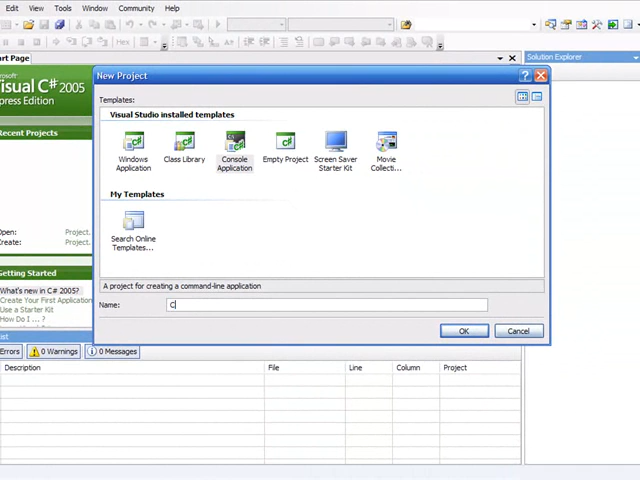 Edit View Tools Window Community Help
Hex
art Page
Solution Explorer
Microsoft
Visual C# 2005
press Edition
Recent Projects
Open: Project.
Create: Project.
Getting Started
What's new in C# 2005?
Create Your First Application
Use a Starter Kit
How Do I ... ?
New Project
Templates:
Visual Studio installed templates
Windows Application
Class Library
Console Application
Empty Project
Screen Saver Starter Kit
Movie Collecti...
My Templates
Search Online Templates...
A project for creating a command-line application
Name: C
OK Cancel
list
Errors 0 Warnings 0 Messages
Description File Line Column Project